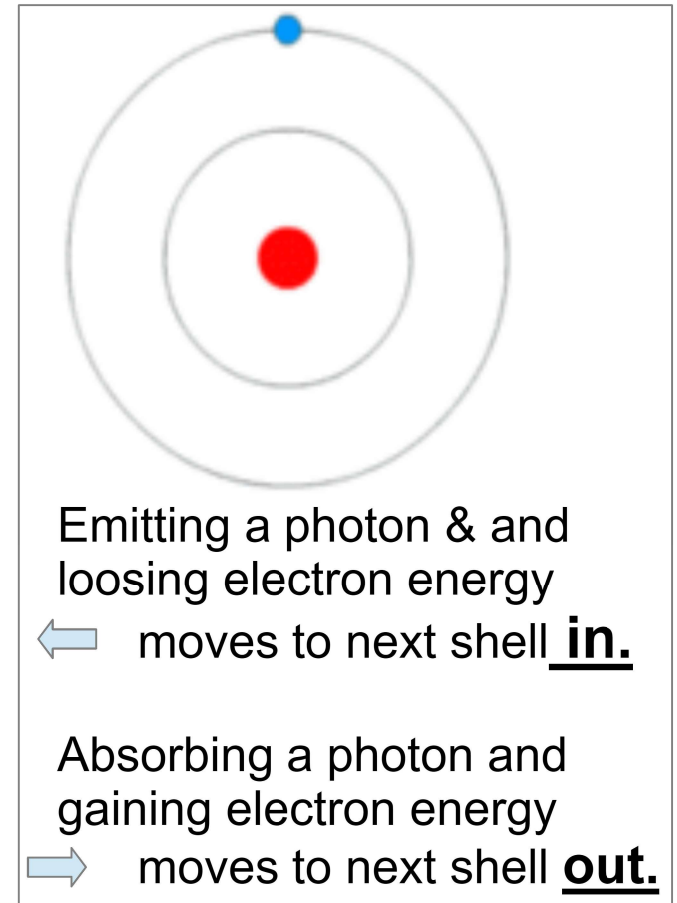 Emitting a photon & and
loosing electron energy
moves to next shell in.
Absorbing a photon and
gaining electron energy
moves to next shell out.